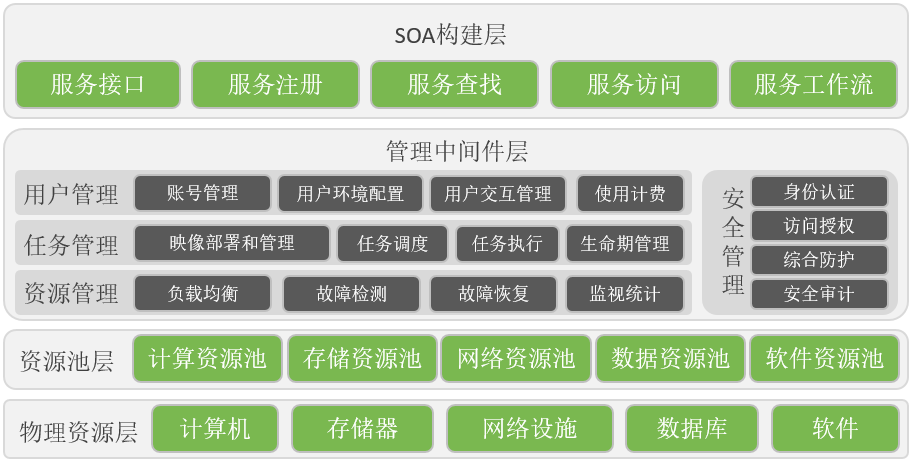 SOA构建层
服务接口 服务注册 服务查找 服务访问 服务工作流
管理中间件层
用户管理 账号管理 用户环境配置 用户交互管理 使用计费
任务管理 映像部署和管理 任务调度 任务执行 生命期管理
资源管理 负载均衡 故障检测 故障恢复 监视统计
安全管理
身份认证
访问授权
综合防护
安全审计
资源池层 计算资源池 存储资源池 网络资源池 数据资源池 软件资源池
物理资源层 计算机 存储器 网络设施 数据库 软件